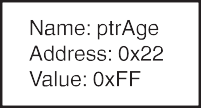 Name: ptrAge
Address: 0x22
Value: 0xFF